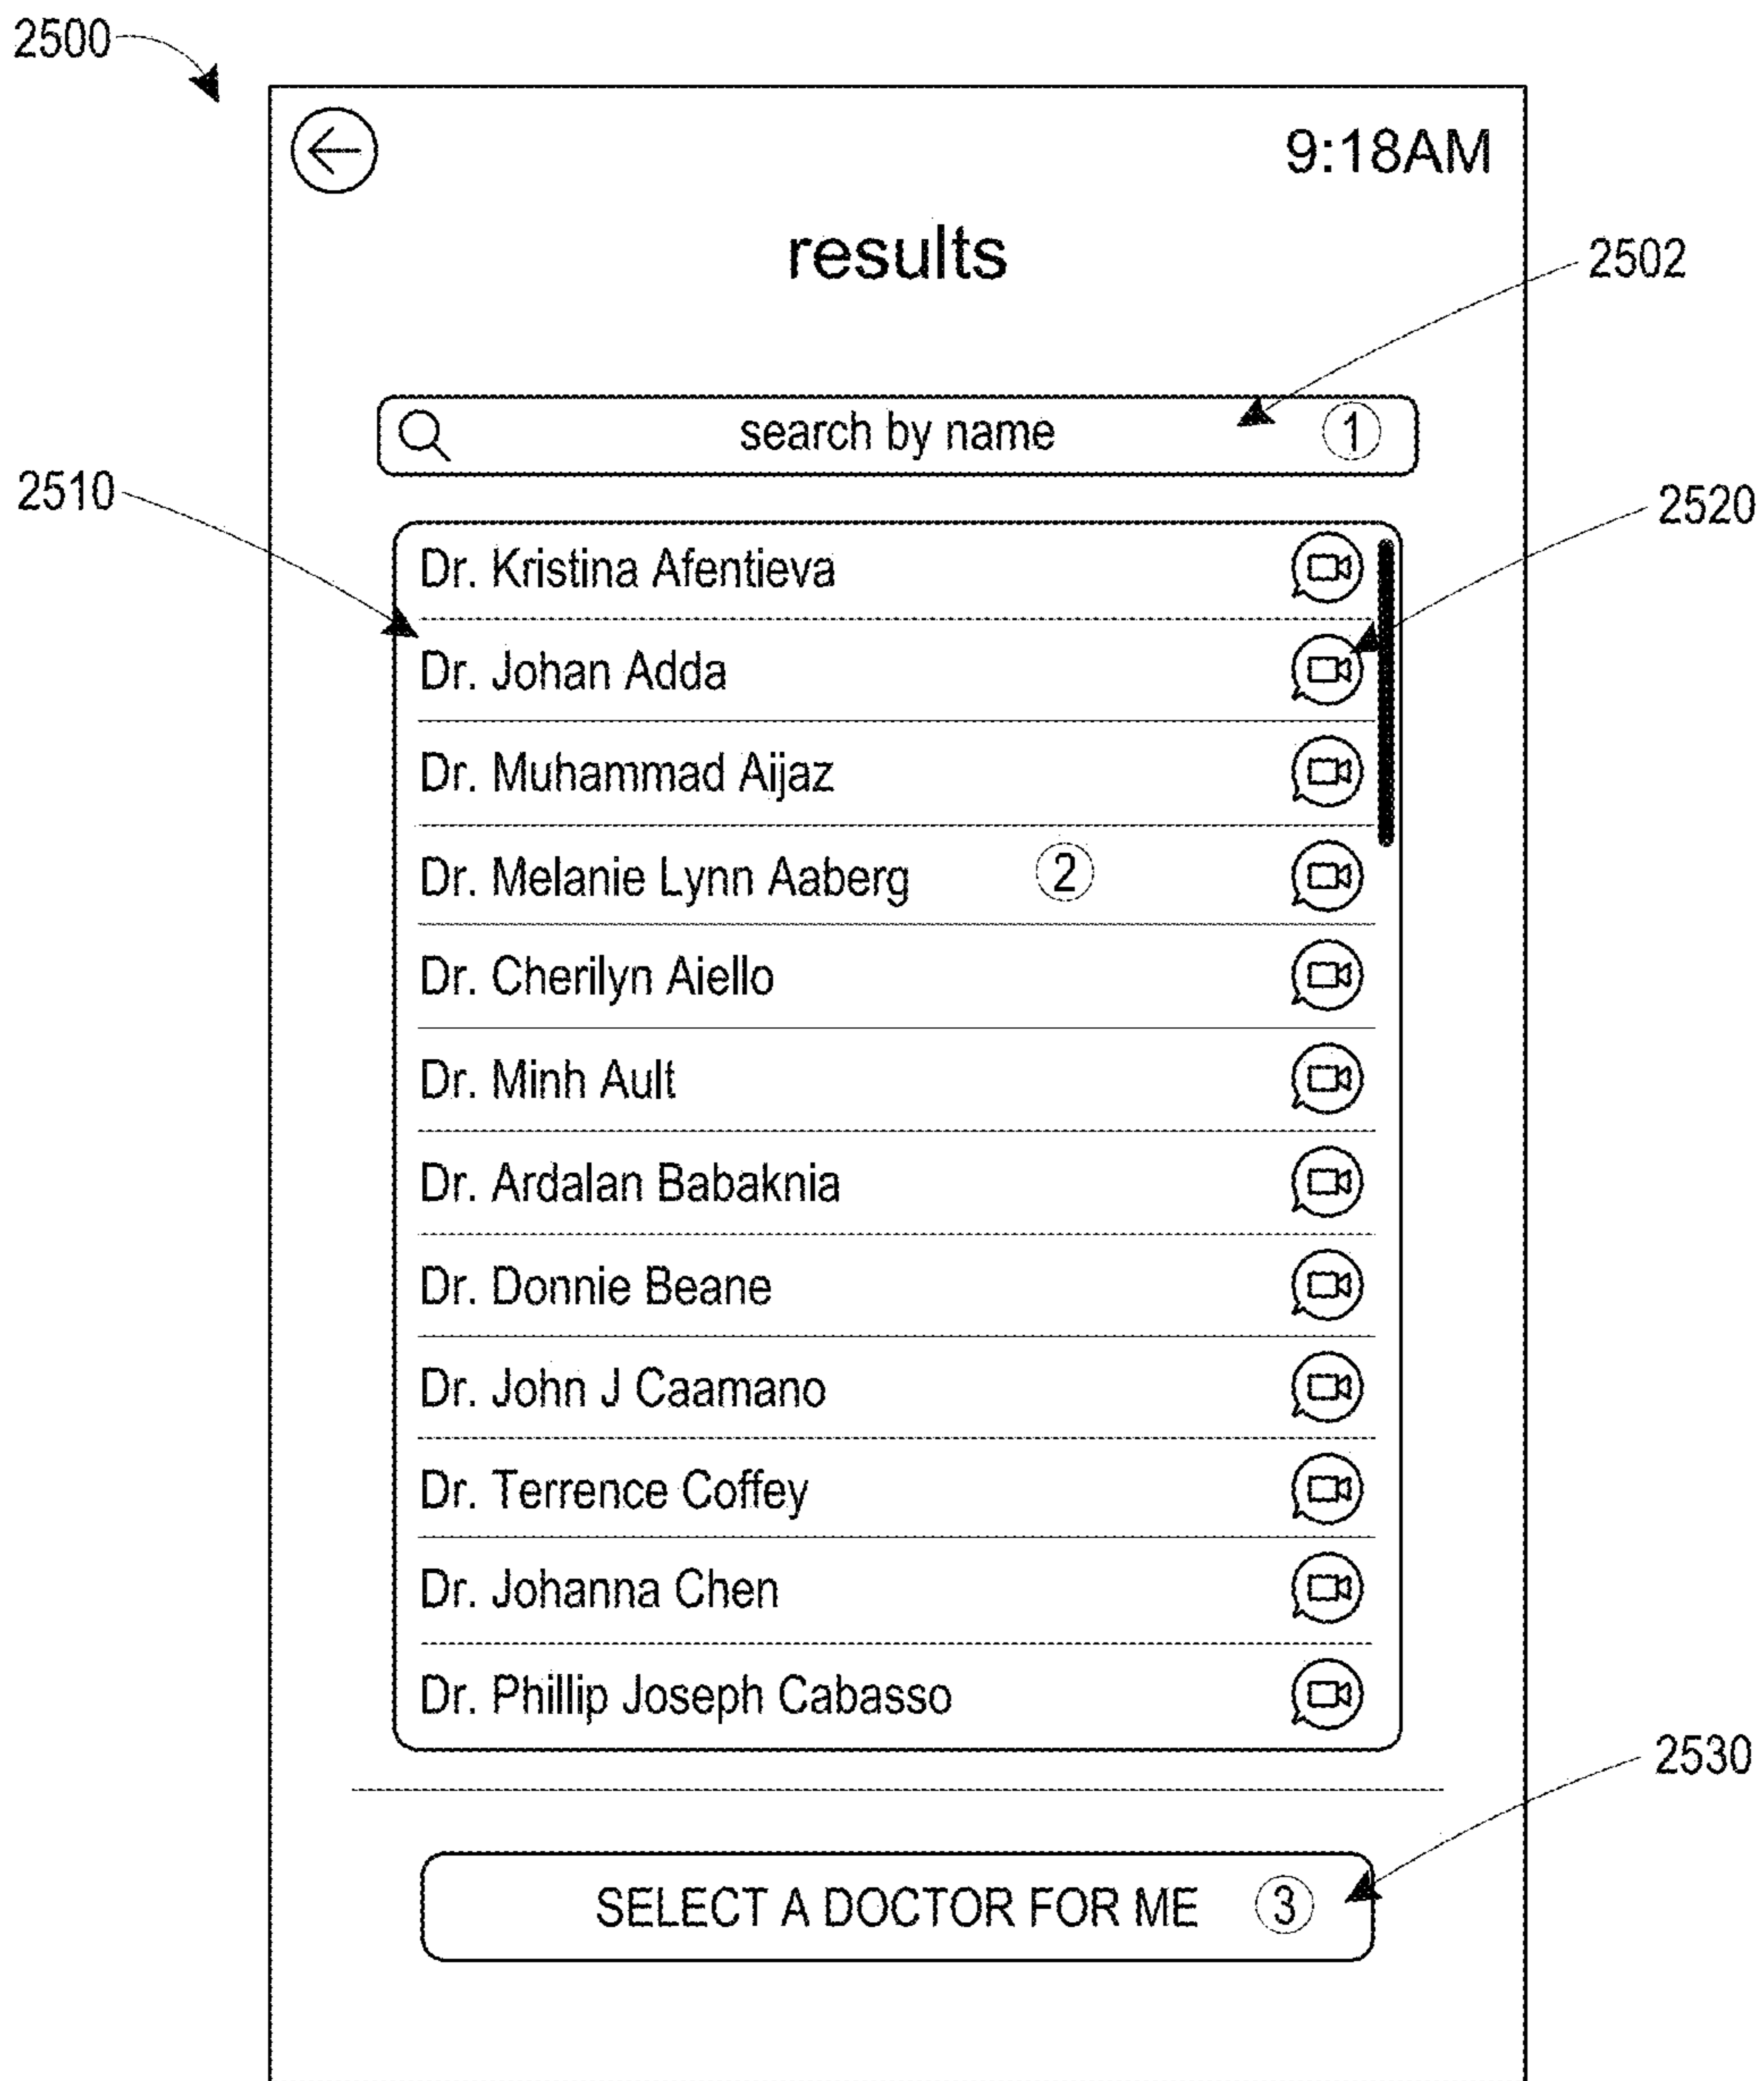 2500
9:18AM
results
2502
search by name 1
2510
2520
Dr. Kristina Afentieva
Dr. Johan Adda
Dr. Muhammad Aijaz
Dr. Melanie Lynn Aaberg 2
Dr. Cherilyn Aiello
Dr. Minh Ault
Dr. Ardalan Babaknia
Dr. Donnie Beane
Dr. John J Caamano
Dr. Terrence Coffey
Dr. Johanna Chen
Dr. Phillip Joseph Cabasso
2530
SELECT A DOCTOR FOR ME 3